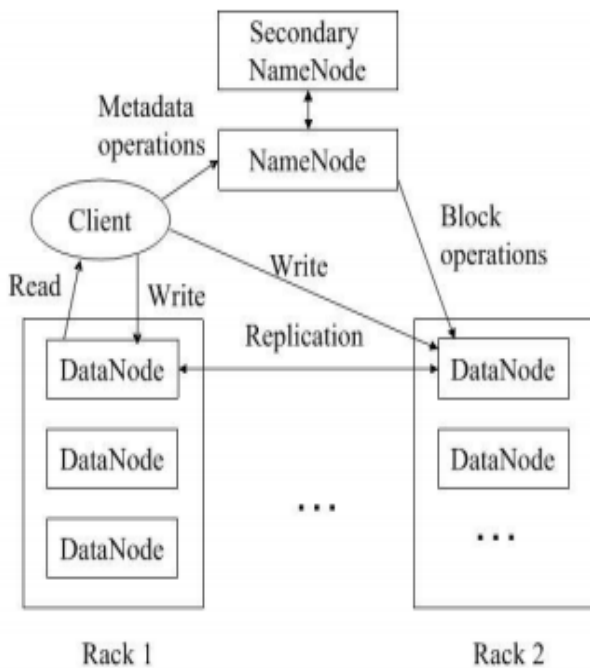 Secondary
NameNode
Metadata
operations
NameNode
Client
Block
operations
Read
Write
Write
Replication
DataNode
DataNode
DataNode
DataNode
...
...
DataNode
Rack 1
Rack 2